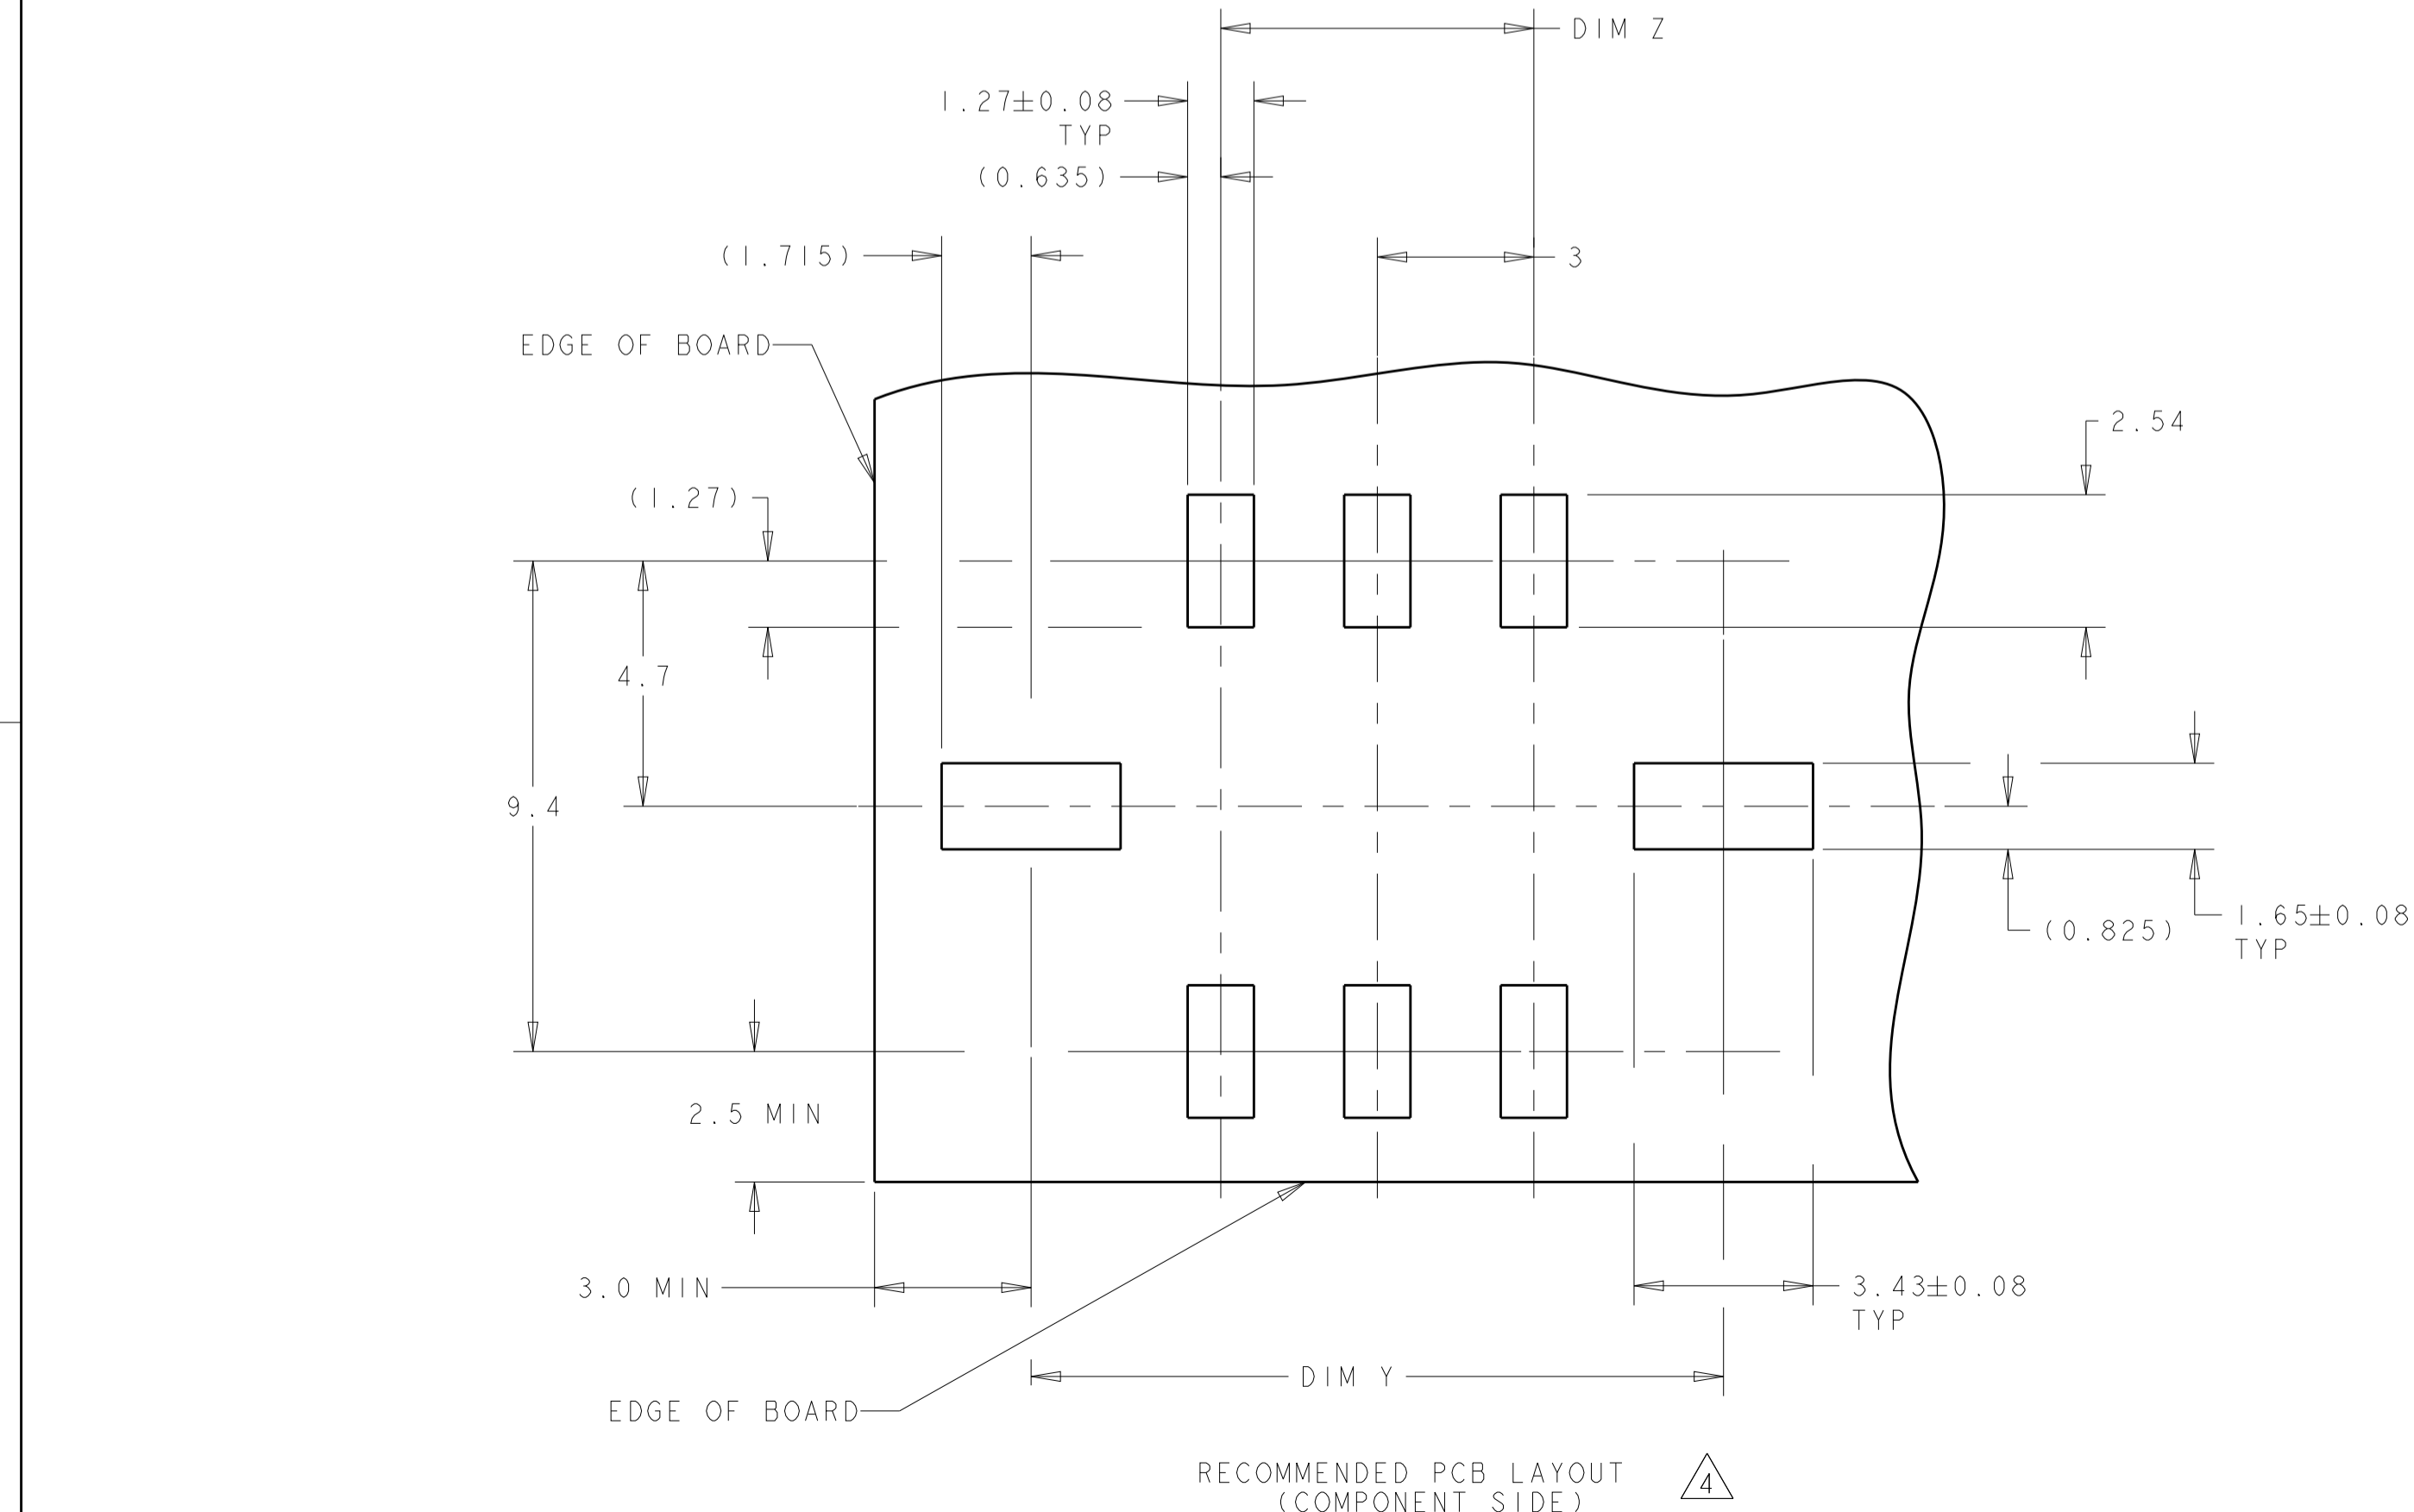 DIM Z
1.27±0.08
TYP
(0.635)
(1.715)
3
EDGE OF BOARD
2.54
(1.27)
4.7
9.4
1.65±0.08
TYP
(0.825)
2.5 MIN
3.0 MIN
3.43±0.08
TYP
DIM Y
EDGE OF BOARD
RECOMMENDED PCB LAYOUT
4
(COMPONENT SIDE)